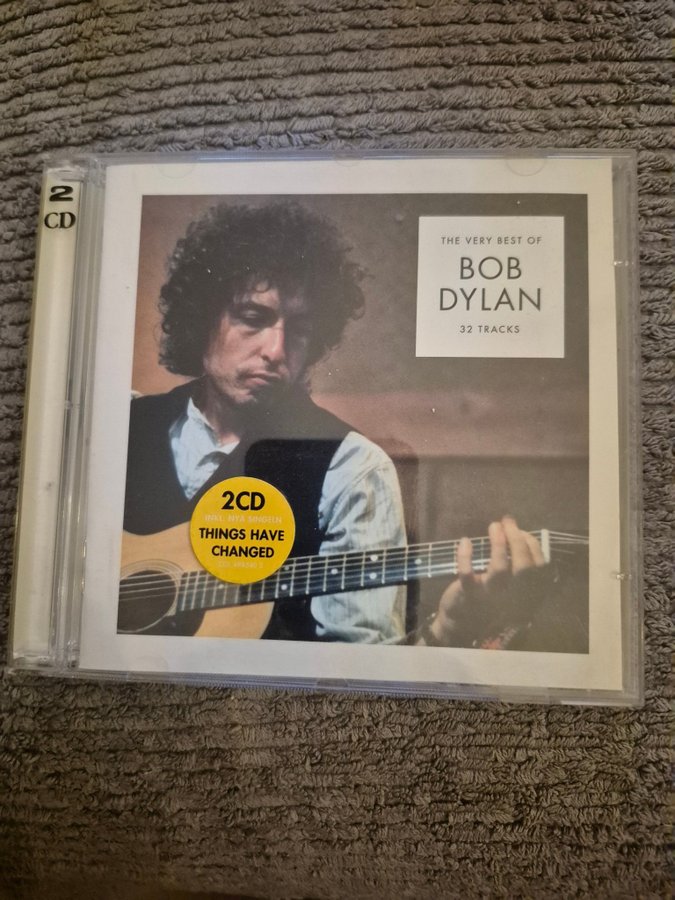 2
CD
THE VERY BEST OF
BOB
DYLAN
32 TRACKS
2CD
INKL. NYA SINGELN
THINGS HAVE
CHANGED